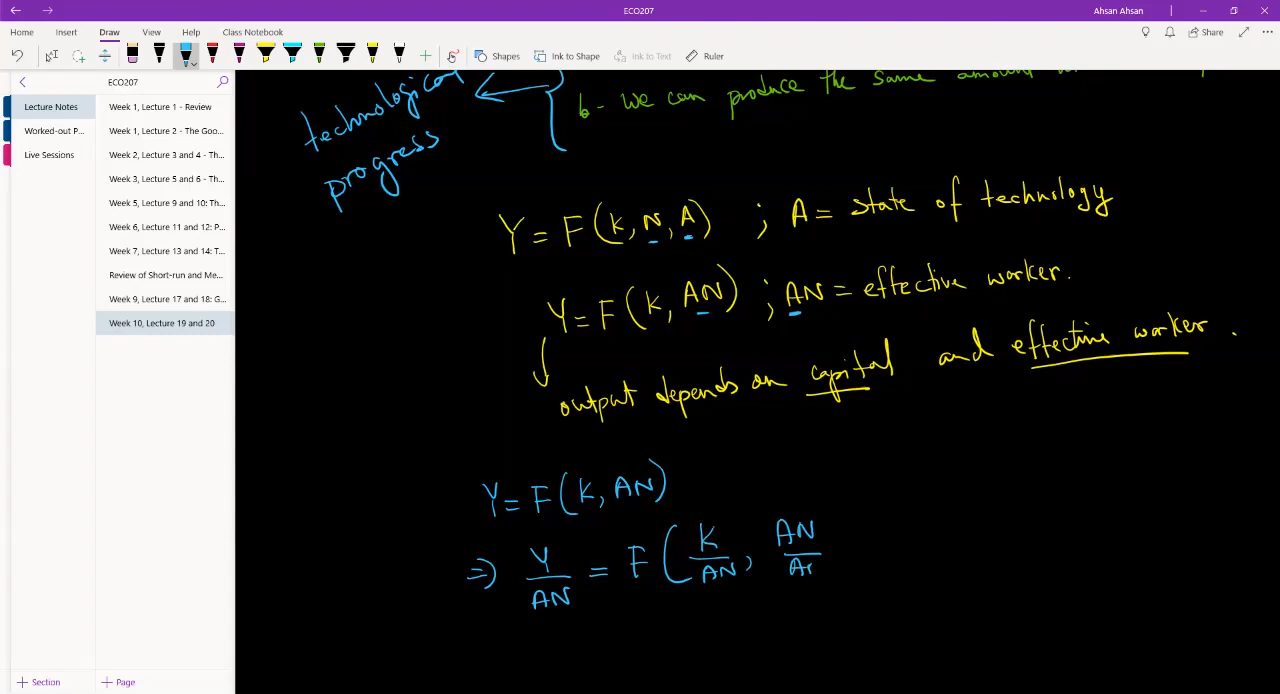 ECO207
Ahsan Ahsan
Home Insert Draw View Help Class Notebook
Share
Shapes Ink to Shape Ink to Text Ruler
ECO207
Lecture Notes
Worked-out P...
Live Sessions
Week 1, Lecture 1 - Review
Week 1, Lecture 2 - The Goo...
Week 2, Lecture 3 and 4 - Th...
Week 3, Lecture 5 and 6 - Th...
Week 5, Lecture 9 and 10: Th...
Week 6, Lecture 11 and 12: P...
Week 7, Lecture 13 and 14: T...
Review of Short-run and Me...
Week 9, Lecture 17 and 18: G...
Week 10, Lecture 19 and 20
Section
Page
technological
progress
b - we can produce the same amount
Y = F(K, N, A) ; A = state of technology
Y = F(K, AN) ; AN = effective worker.
output depends on capital and effective worker.
Y = F(K, AN)
⇒ Y/AN = F(K/AN, AN/A